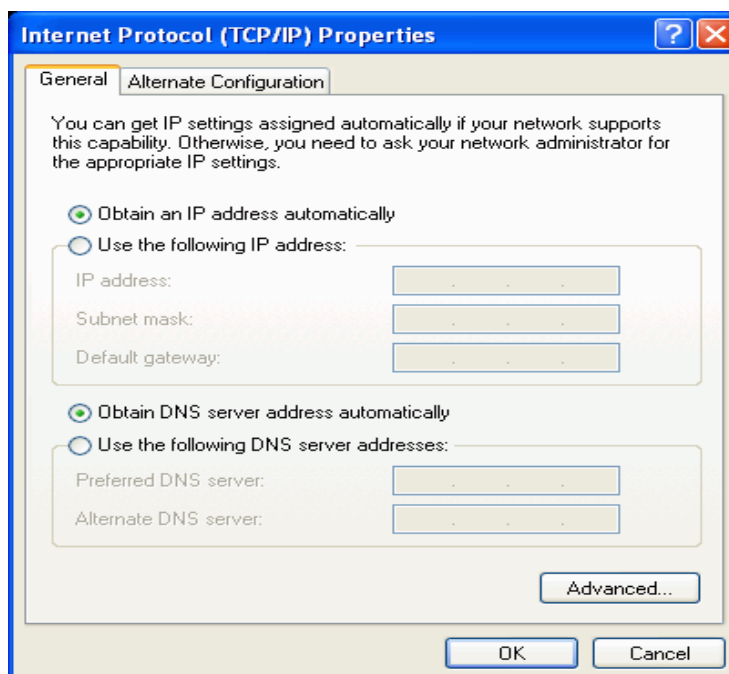 Internet Protocol (TCP/IP) Properties
General
Alternate Configuration
You can get IP settings assigned automatically if your network supports
this capability. Otherwise, you need to ask your network administrator for
the appropriate IP settings.
Obtain an IP address automatically
Use the following IP address:
IP address:
Subnet mask:
Default gateway:
Obtain DNS server address automatically
Use the following DNS server addresses:
Preferred DNS server:
Alternate DNS server:
Advanced...
OK
Cancel